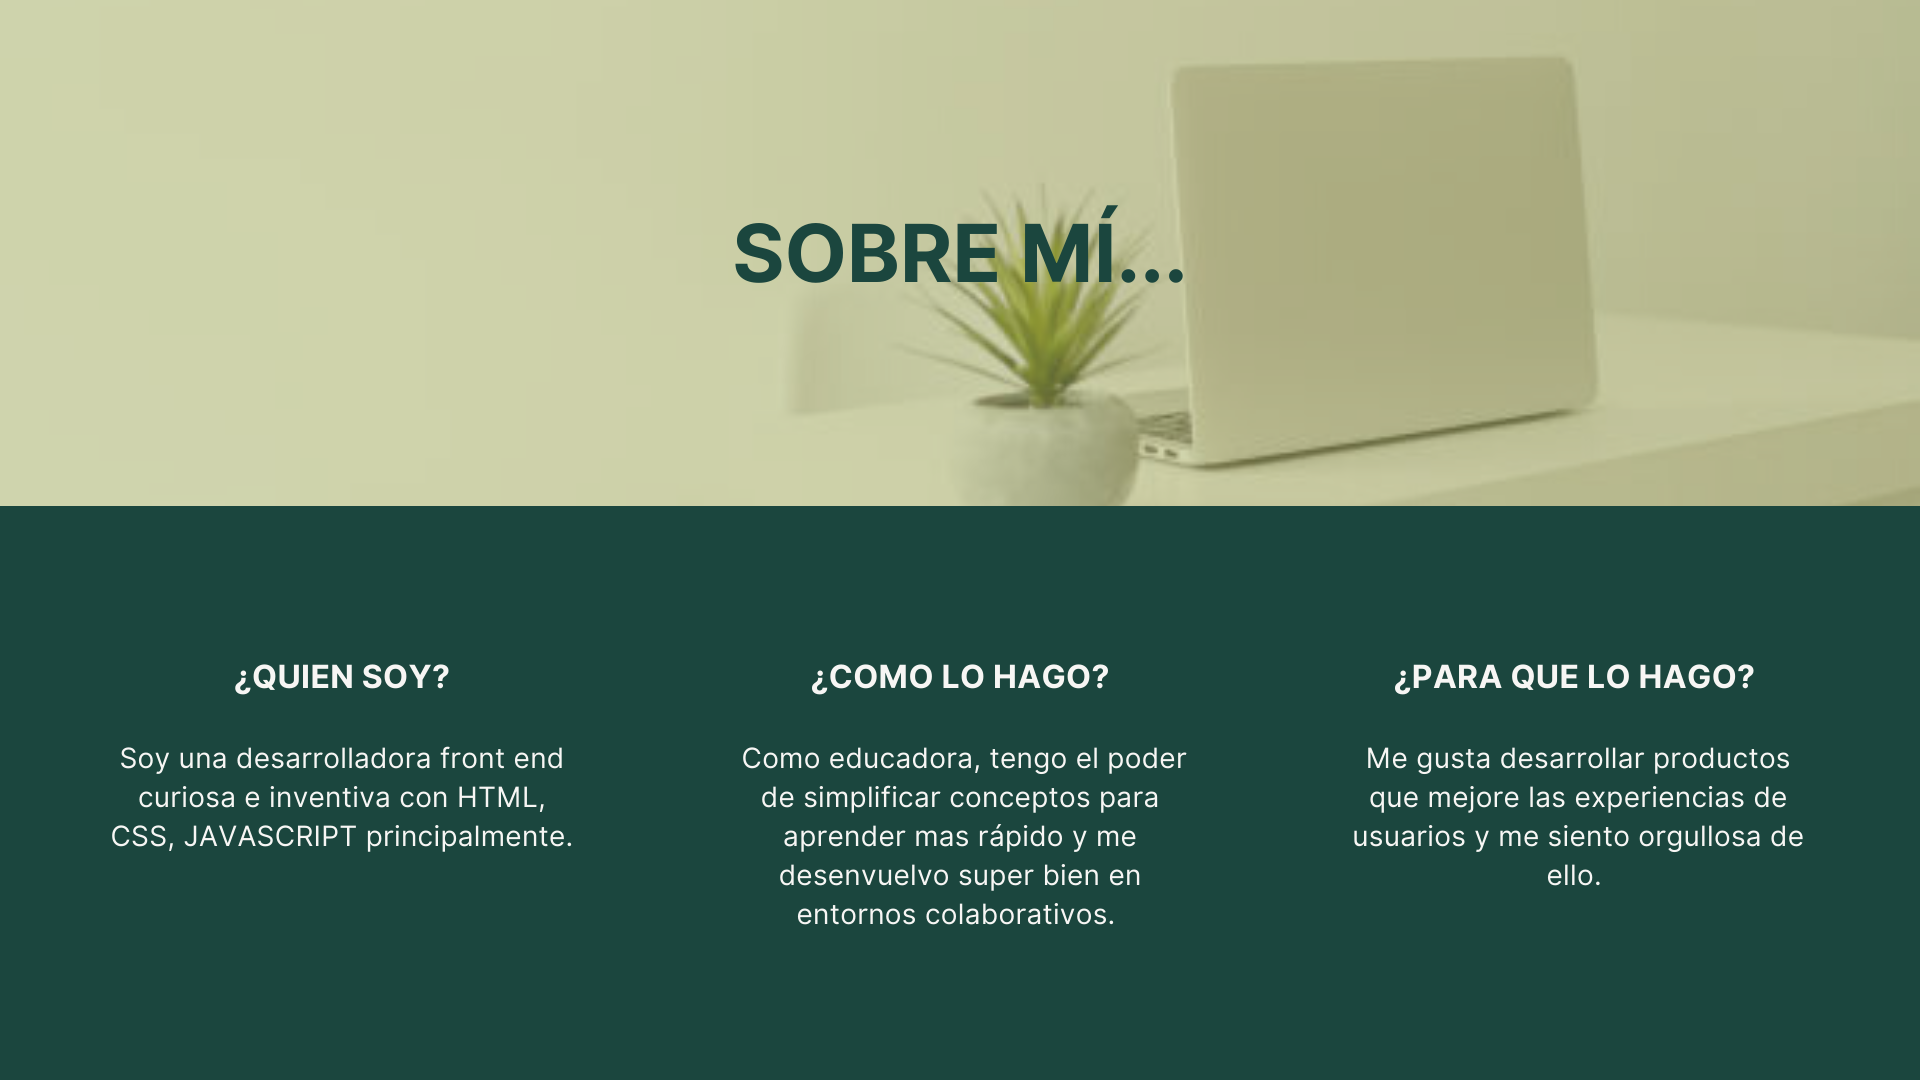 SOBRE MÍ...
¿QUIEN SOY?
Soy una desarrolladora front end
curiosa e inventiva con HTML,
CSS, JAVASCRIPT principalmente.
¿COMO LO HAGO?
Como educadora, tengo el poder
de simplificar conceptos para
aprender mas rápido y me
desenvuelvo super bien en
entornos colaborativos.
¿PARA QUE LO HAGO?
Me gusta desarrollar productos
que mejore las experiencias de
usuarios y me siento orgullosa de
ello.